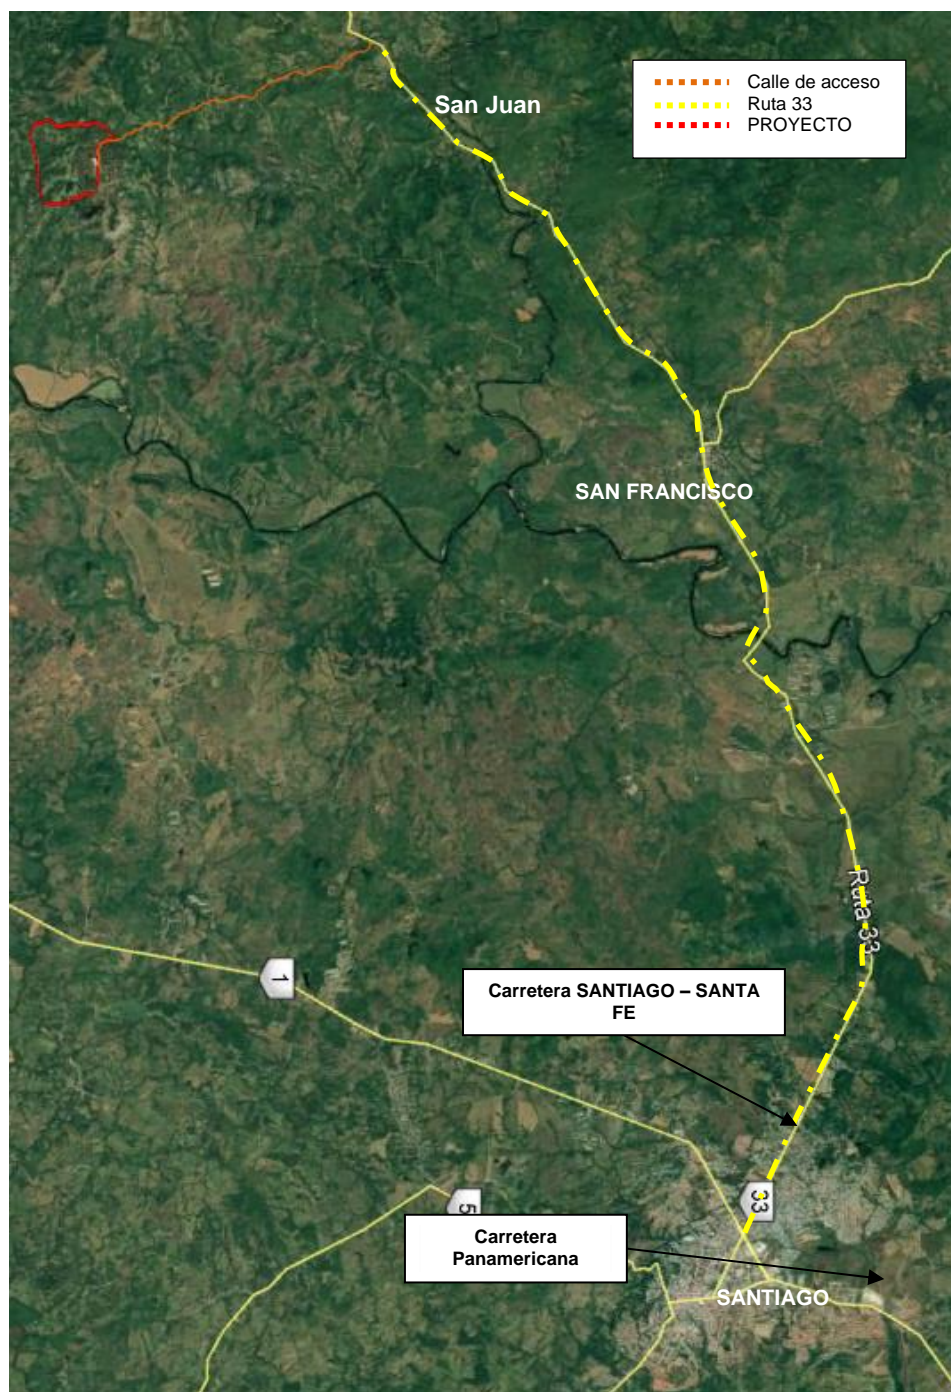 Calle de acceso
Ruta 33
PROYECTO
San Juan
SAN FRANCISCO
Ruta 33
1
Carretera SANTIAGO – SANTA
FE
33
5
Carretera
Panamericana
SANTIAGO